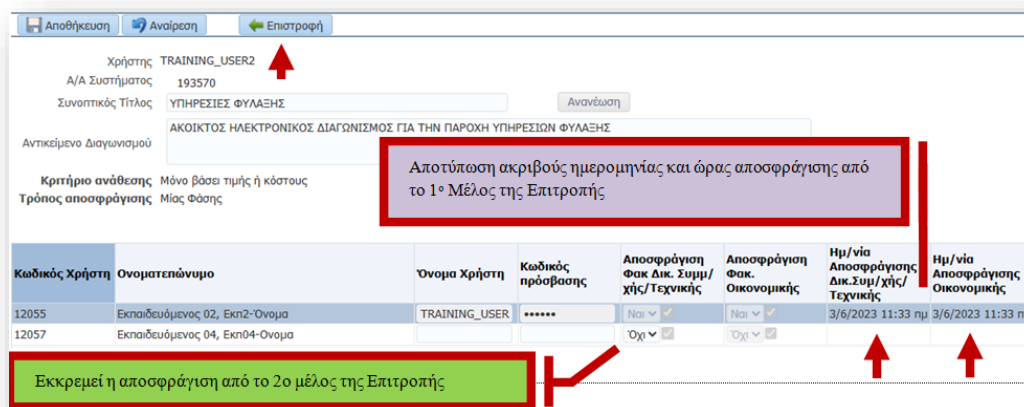 Αποθήκευση Αναίρεση Επιστροφή
Χρήστης TRAINING_USER2
Α/Α Συστήματος 193570
Συνοπτικός Τίτλος ΥΠΗΡΕΣΙΕΣ ΦΥΛΑΞΗΣ Ανανέωση
Αντικείμενο Διαγωνισμού ΑΚΟΙΚΤΟΣ ΗΛΕΚΤΡΟΝΙΚΟΣ ΔΙΑΓΩΝΙΣΜΟΣ ΓΙΑ ΤΗΝ ΠΑΡΟΧΗ ΥΠΗΡΕΣΙΩΝ ΦΥΛΑΞΗΣ
Αποτύπωση ακριβούς ημερομηνίας και ώρας αποσφράγισης από
το 1ο Μέλος της Επιτροπής
Κριτήριο ανάθεσης Μόνο βάσει τιμής ή κόστους
Τρόπος αποσφράγισης Μίας Φάσης
Κωδικός Χρήστη Ονοματεπώνυμο Όνομα Χρήστη Κωδικός πρόσβασης Αποσφράγιση Φακ Δικ. Συμμ/χής/Τεχνικής Αποσφράγιση Φακ. Οικονομικής Ημ/νία Αποσφράγισης Δικ.Συμ/χής/Τεχνικής Ημ/νία Αποσφράγισης Οικονομικής
12055 Εκπαιδευόμενος 02, Εκπ2-Όνομα TRAINING_USER •••••• Ναι Ναι 3/6/2023 11:33 πμ 3/6/2023 11:33 π
12057 Εκπαιδευόμενος 04, Εκπ04-Ονομα Όχι Όχι
Εκκρεμεί η αποσφράγιση από το 2ο μέλος της Επιτροπής